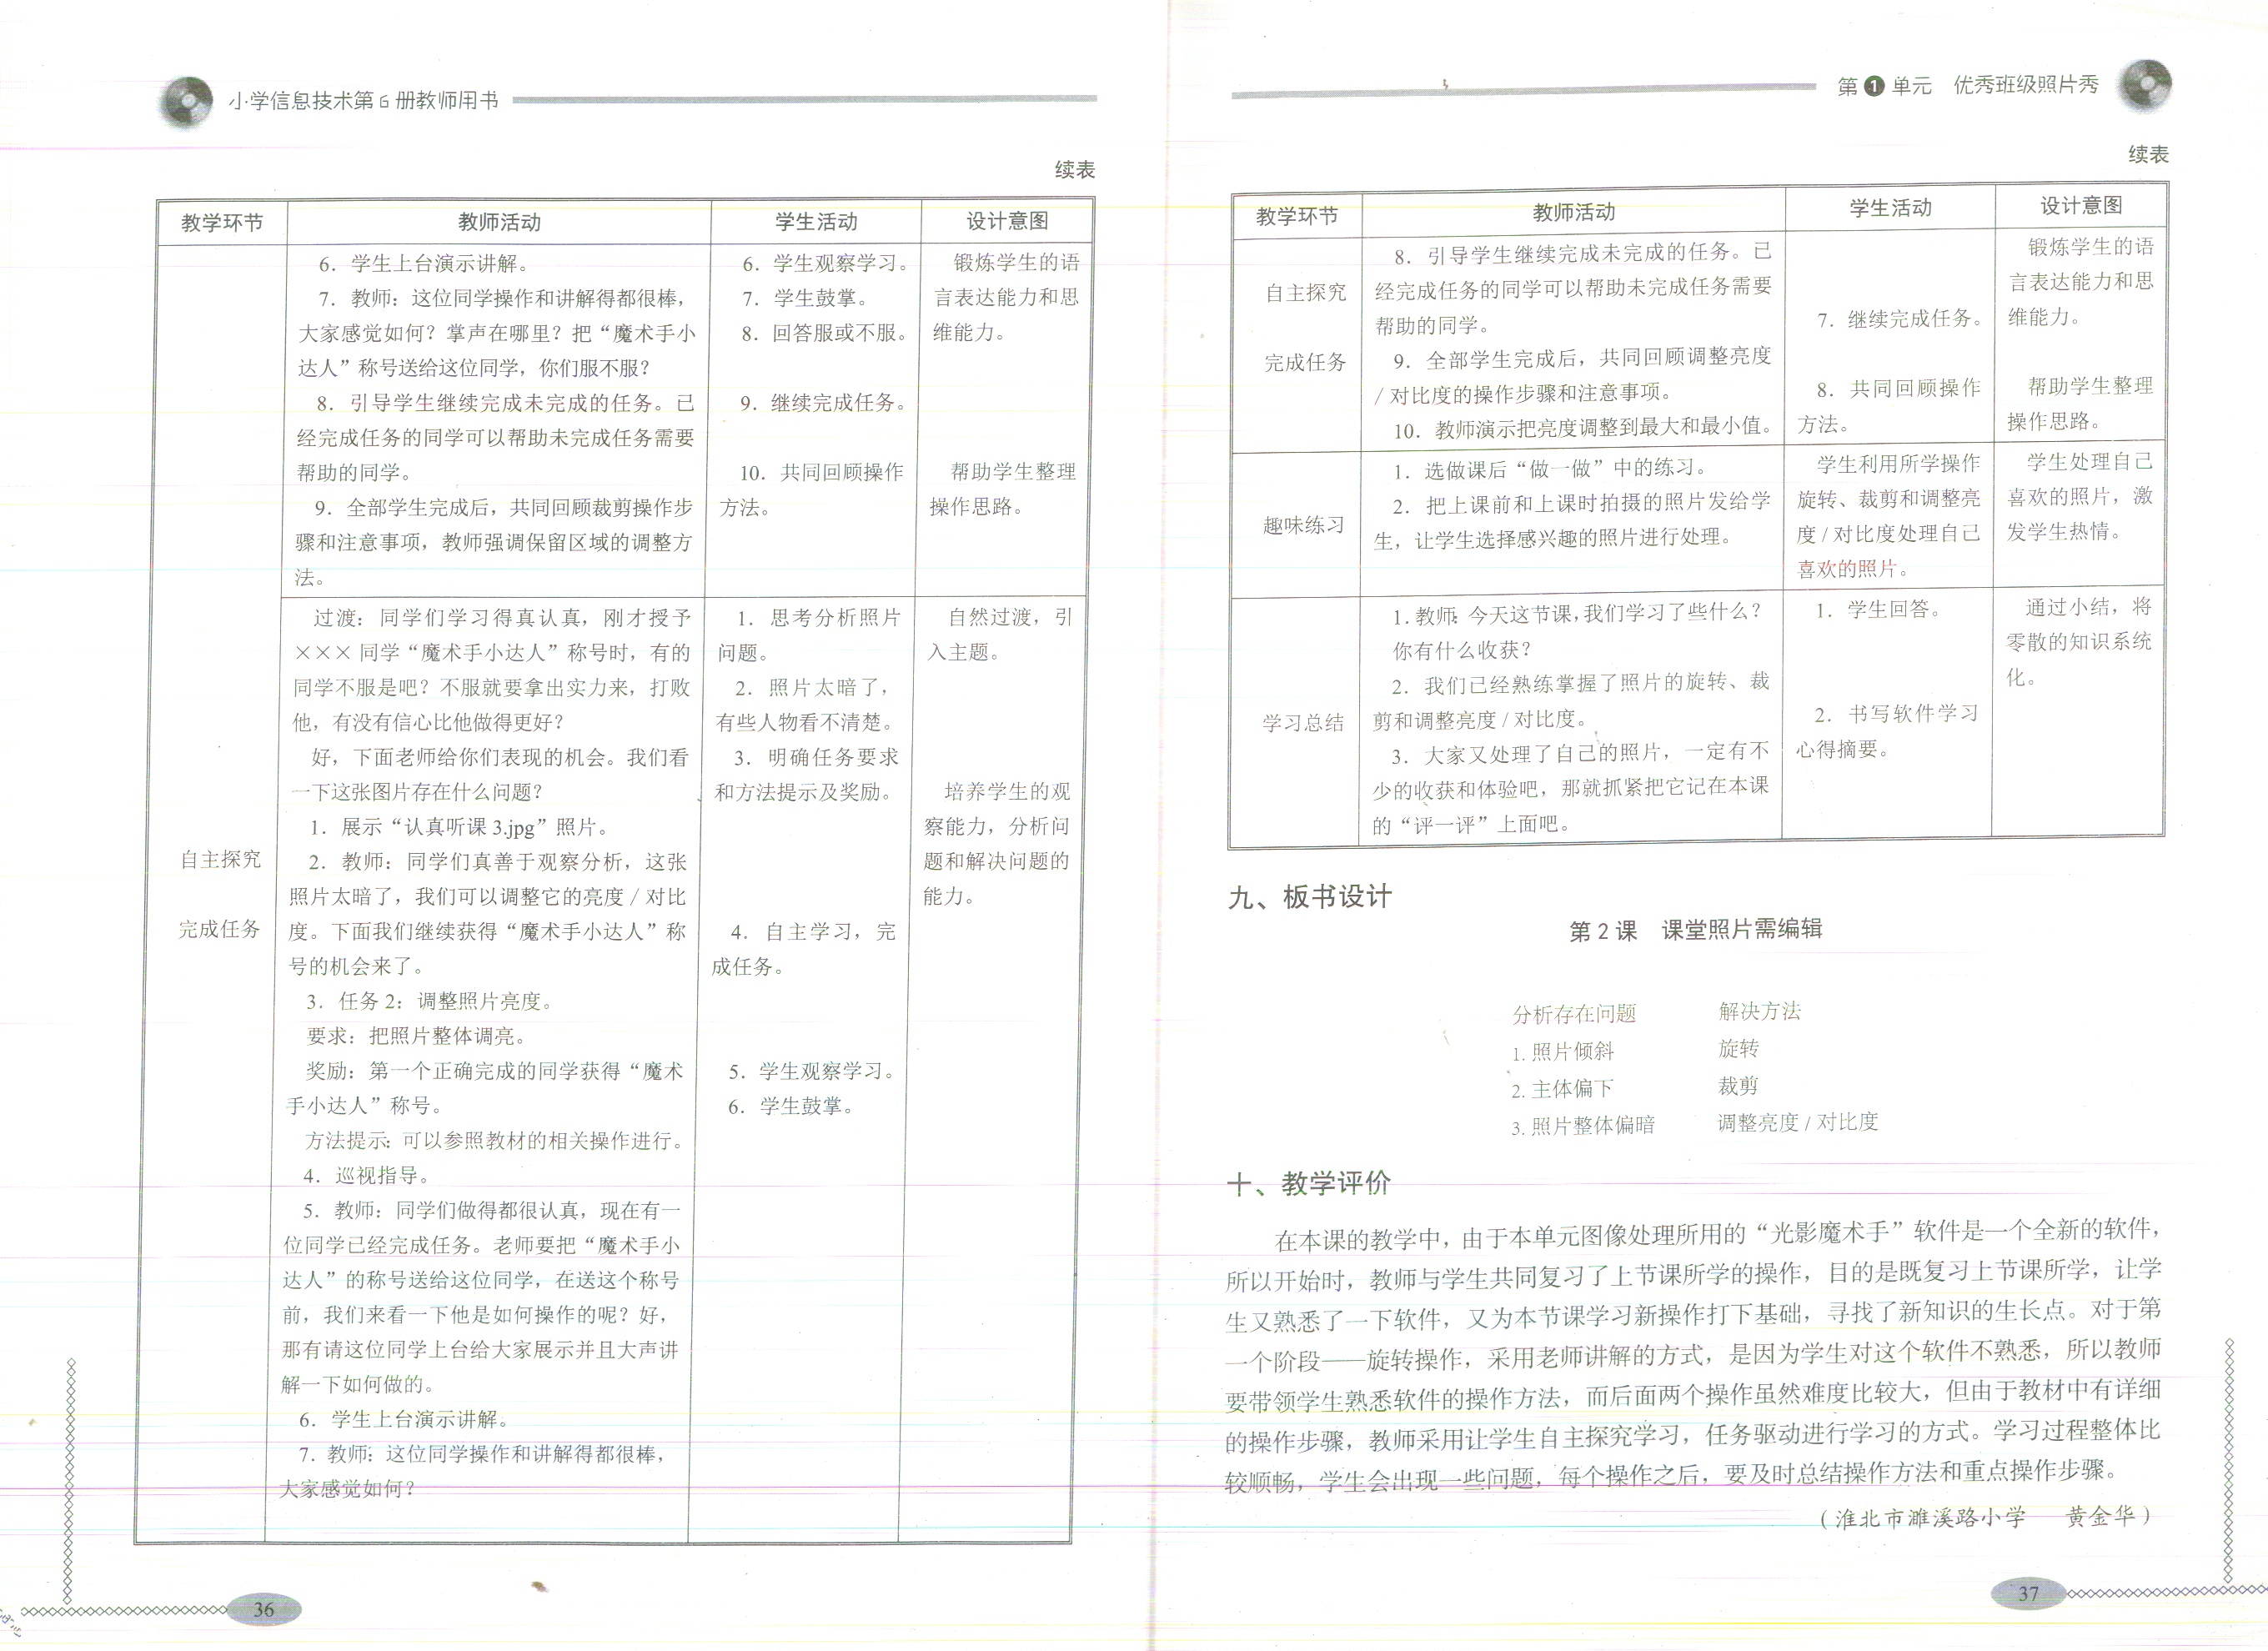 小学信息技术第6册教师用书
续表
教学环节
教师活动
学生活动
设计意图
6．学生上台演示讲解。
7．教师：这位同学操作和讲解得都很棒，
大家感觉如何？掌声在哪里？把“魔术手小
达人”称号送给这位同学，你们服不服？
8．引导学生继续完成未完成的任务。已
经完成任务的同学可以帮助未完成任务需要
帮助的同学。
9．全部学生完成后，共同回顾裁剪操作步
骤和注意事项，教师强调保留区域的调整方
法。
6．学生观察学习。
7．学生鼓掌。
8．回答服或不服。
9．继续完成任务。
10．共同回顾操作
方法。
锻炼学生的语
言表达能力和思
维能力。
帮助学生整理
操作思路。
自主探究
完成任务
过渡：同学们学习得真认真，刚才授予
×××同学“魔术手小达人”称号时，有的
同学不服是吧？不服就要拿出实力来，打败
他，有没有信心比他做得更好？
好，下面老师给你们表现的机会。我们看
一下这张图片存在什么问题？
1．展示“认真听课3.jpg”照片。
2．教师：同学们真善于观察分析，这张
照片太暗了，我们可以调整它的亮度/对比
度。下面我们继续获得“魔术手小达人”称
号的机会来了。
3．任务2：调整照片亮度。
要求：把照片整体调亮。
奖励：第一个正确完成的同学获得“魔术
手小达人”称号。
方法提示：可以参照教材的相关操作进行。
4．巡视指导。
5．教师：同学们做得都很认真，现在有一
位同学已经完成任务。老师要把“魔术手小
达人”的称号送给这位同学，在送这个称号
前，我们来看一下他是如何操作的呢？好，
那有请这位同学上台给大家展示并且大声讲
解一下如何做的。
6．学生上台演示讲解。
7．教师：这位同学操作和讲解得都很棒，
大家感觉如何？
1．思考分析照片
问题。
2．照片太暗了，
有些人物看不清楚。
3．明确任务要求
和方法提示及奖励。
4．自主学习，完
成任务。
5．学生观察学习。
6．学生鼓掌。
自然过渡，引
入主题。
培养学生的观
察能力，分析问
题和解决问题的
能力。
36
第1单元 优秀班级照片秀
续表
教学环节
教师活动
学生活动
设计意图
自主探究
完成任务
8．引导学生继续完成未完成的任务。已
经完成任务的同学可以帮助未完成任务需要
帮助的同学。
9．全部学生完成后，共同回顾调整亮度
/对比度的操作步骤和注意事项。
10．教师演示把亮度调整到最大和最小值。
7．继续完成任务。
8．共同回顾操作
方法。
锻炼学生的语
言表达能力和思
维能力。
帮助学生整理
操作思路。
趣味练习
1．选做课后“做一做”中的练习。
2．把上课前和上课时拍摄的照片发给学
生，让学生选择感兴趣的照片进行处理。
学生利用所学操作
旋转、裁剪和调整亮
度/对比度处理自己
喜欢的照片。
学生处理自己
喜欢的照片，激
发学生热情。
学习总结
1.教师：今天这节课，我们学习了些什么？
你有什么收获？
2．我们已经熟练掌握了照片的旋转、裁
剪和调整亮度/对比度。
3．大家又处理了自己的照片，一定有不
少的收获和体验吧，那就抓紧把它记在本课
的“评一评”上面吧。
1．学生回答。
2．书写软件学习
心得摘要。
通过小结，将
零散的知识系统
化。
九、板书设计
第2课 课堂照片需编辑
分析存在问题 解决方法
1.照片倾斜 旋转
2.主体偏下 裁剪
3.照片整体偏暗 调整亮度/对比度
十、教学评价
在本课的教学中，由于本单元图像处理所用的“光影魔术手”软件是一个全新的软件，
所以开始时，教师与学生共同复习了上节课所学的操作，目的是既复习上节课所学，让学
生又熟悉了一下软件，又为本节课学习新操作打下基础，寻找了新知识的生长点。对于第
一个阶段——旋转操作，采用老师讲解的方式，是因为学生对这个软件不熟悉，所以教师
要带领学生熟悉软件的操作方法，而后面两个操作虽然难度比较大，但由于教材中有详细
的操作步骤，教师采用让学生自主探究学习，任务驱动进行学习的方式。学习过程整体比
较顺畅，学生会出现一些问题，每个操作之后，要及时总结操作方法和重点操作步骤。
（淮北市濉溪路小学 黄金华）
37